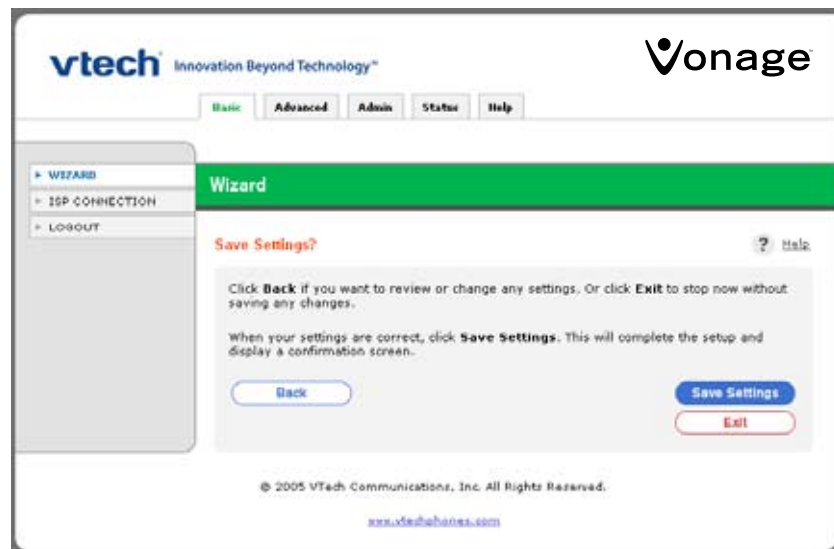 vtech Innovation Beyond Technology™
Vonage
Basic Advanced Admin Status Help
WIZARD
ISP CONNECTION
LOGOUT
Wizard
Save Settings?
? Help
Click Back if you want to review or change any settings. Or click Exit to stop now without
saving any changes.
When your settings are correct, click Save Settings. This will complete the setup and
display a confirmation screen.
Back
Save Settings
Exit
© 2005 VTech Communications, Inc. All Rights Reserved.
www.vtechphones.com